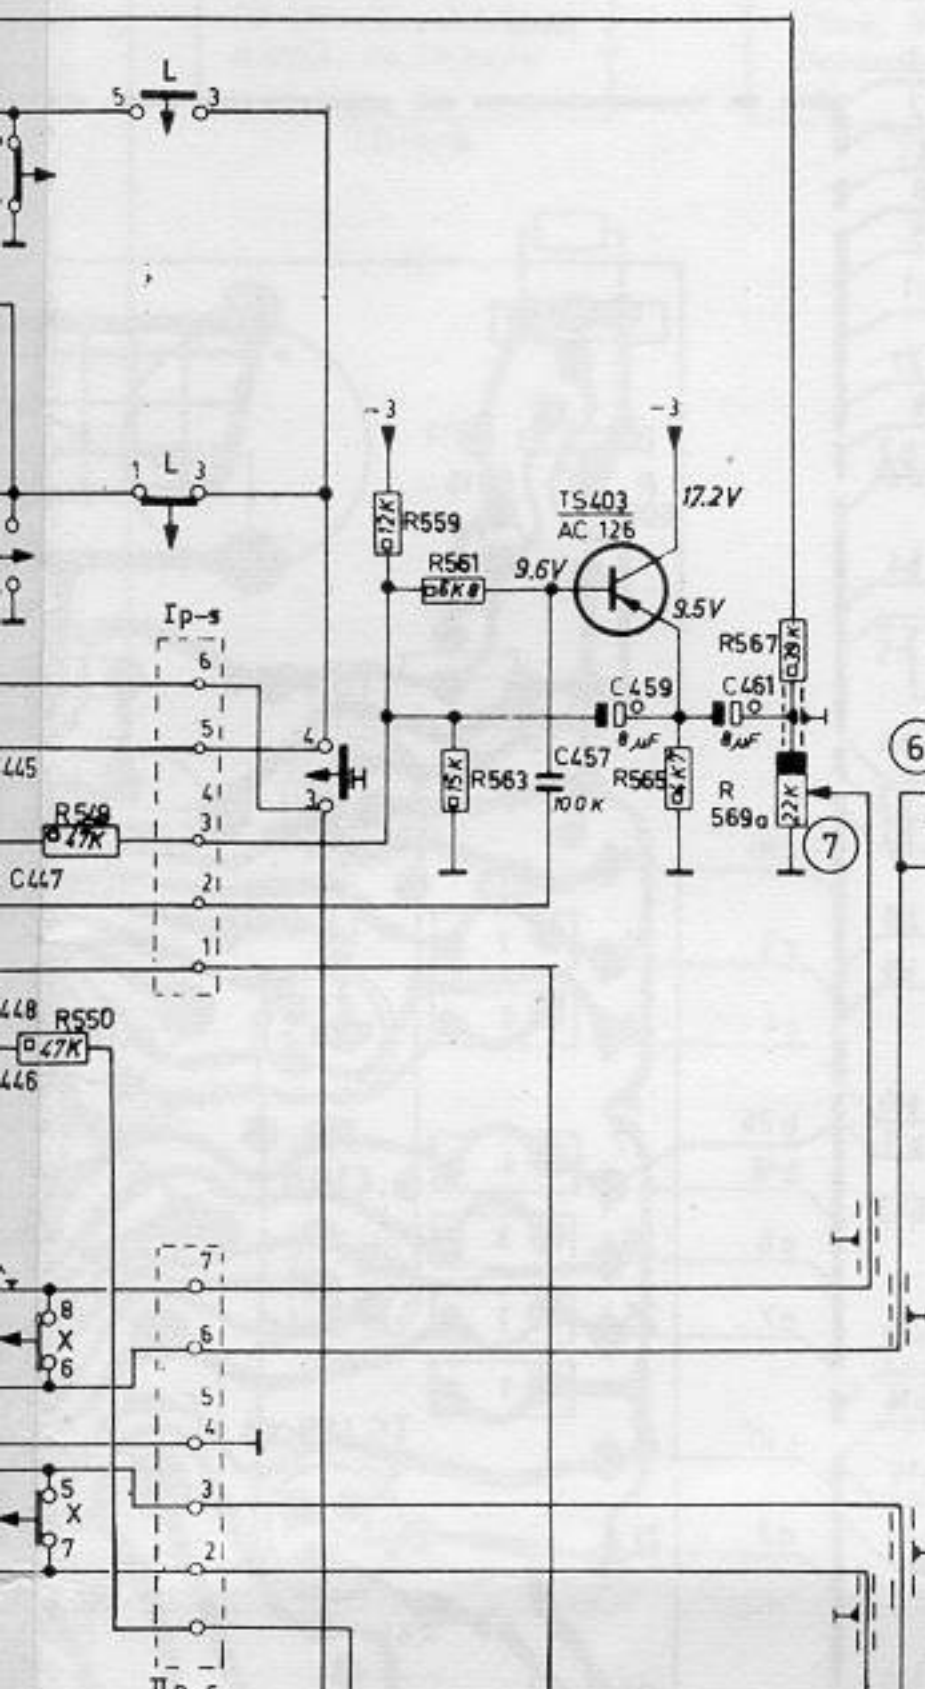 L
5 3
-3 -3
1 L 3
17.2V
TS403
AC 126
12K R559
R561
9.6V
6K8
9.5V
Ip-s
6
R567
39K
C459 C461
5 4
8µF 8µF
445
15K R563
C457
R565
4K7
R
569a
22K
6
4
3
100K
R549
47K
3
7
C447
2
1
448
R550
47K
446
7
8
X
6
6
5
4
5
X
7
3
2